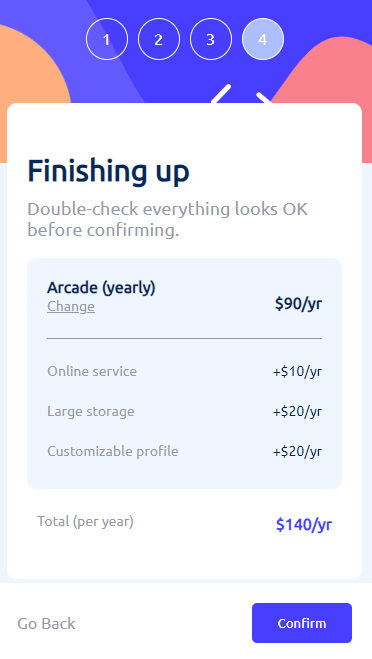 1 2 3 4
Finishing up
Double-check everything looks OK
before confirming.
Arcade (yearly)
Change
$90/yr
Online service +$10/yr
Large storage +$20/yr
Customizable profile +$20/yr
Total (per year) $140/yr
Go Back Confirm